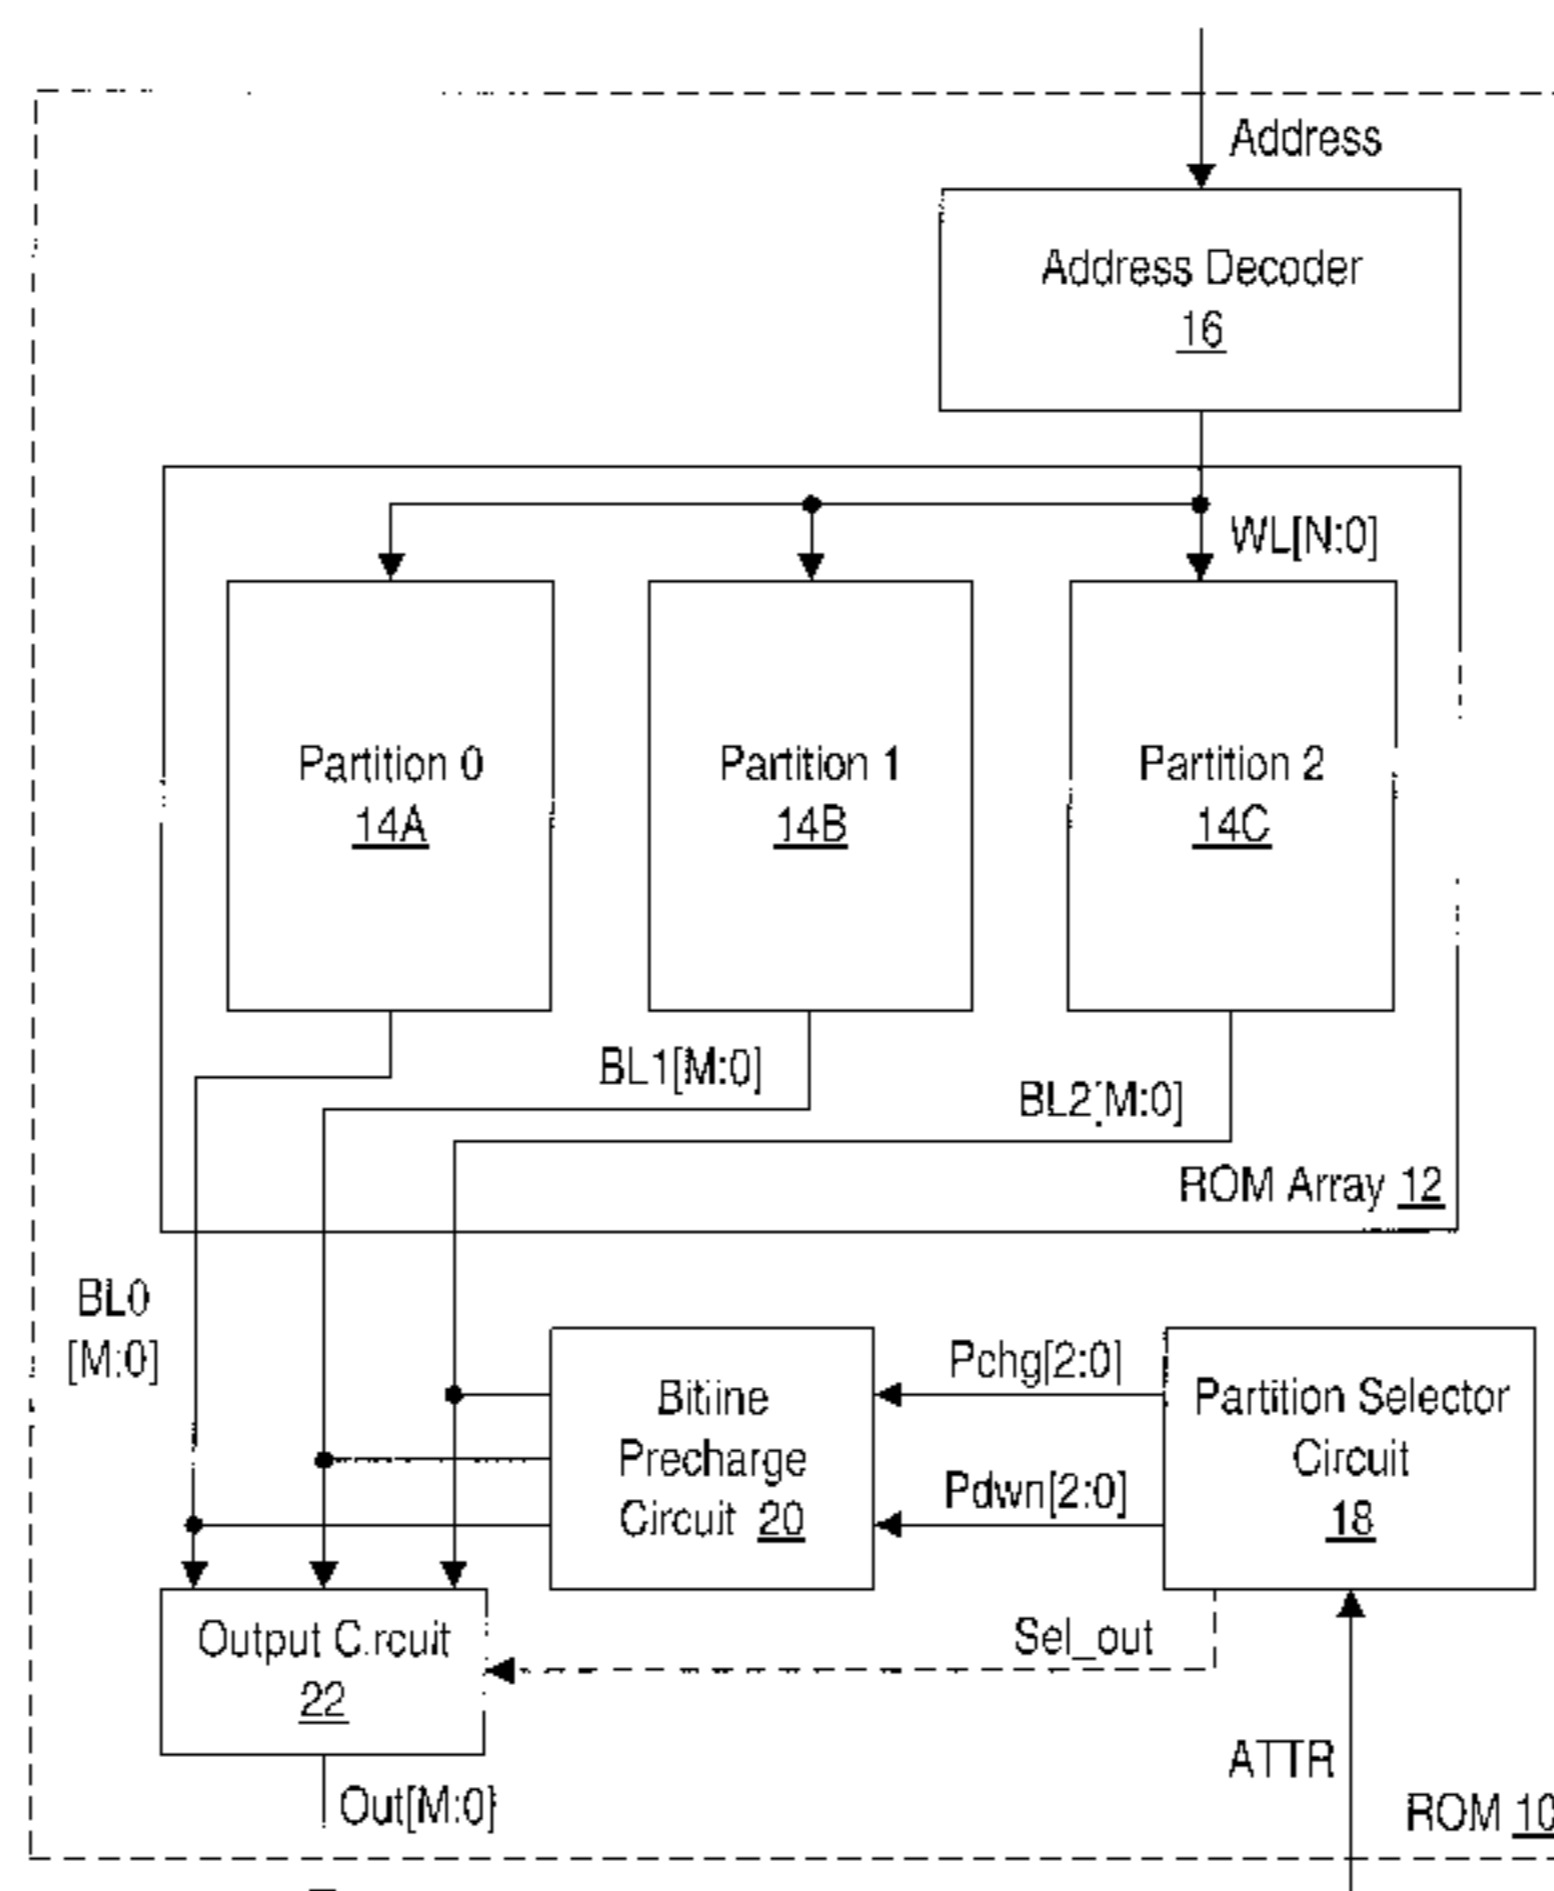 Address
Address Decoder
16
WL[N:0]
Partition 0
14A
Partition 1
14B
Partition 2
14C
BL1[M:0]
BL2[M:0]
ROM Array 12
BL0
[M:0]
Bitline
Precharge
Circuit 20
Pchg[2:0]
Pdwn[2:0]
Partition Selector
Circuit
18
Output Circuit
22
Sel_out
ATTR
Out[M:0]
ROM 10